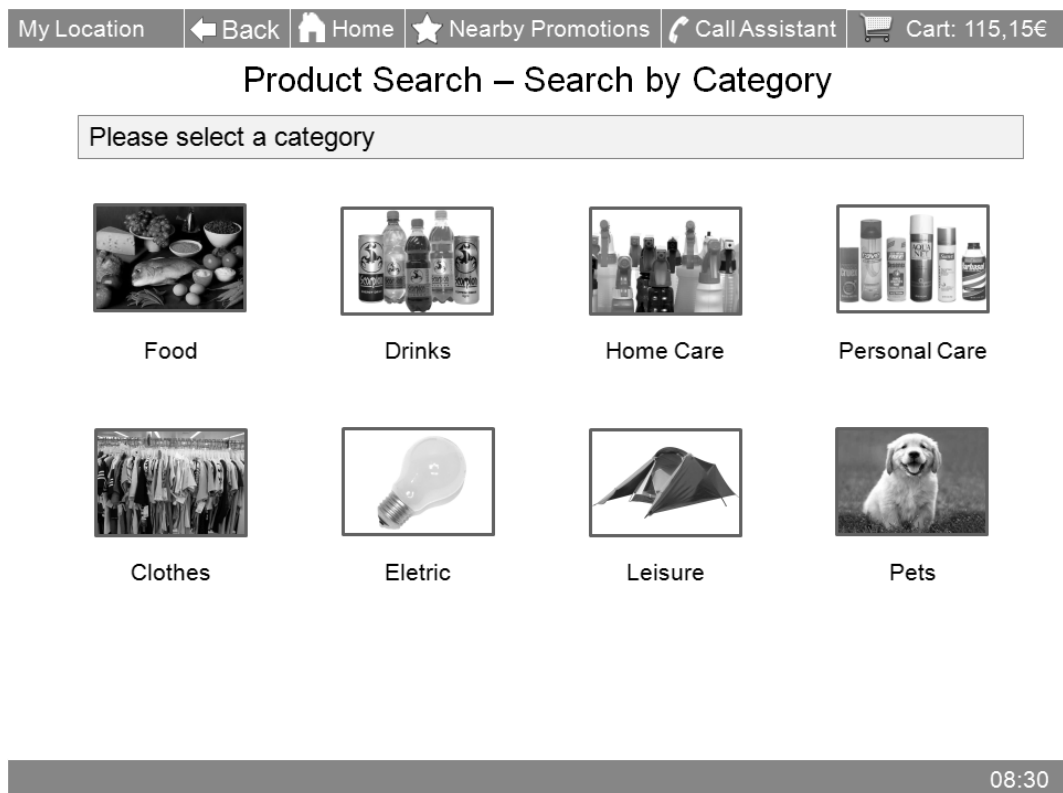 My Location Back Home Nearby Promotions Call Assistant Cart: 115,15€
Product Search – Search by Category
Please select a category
Food Drinks Home Care Personal Care
Clothes Eletric Leisure Pets
08:30